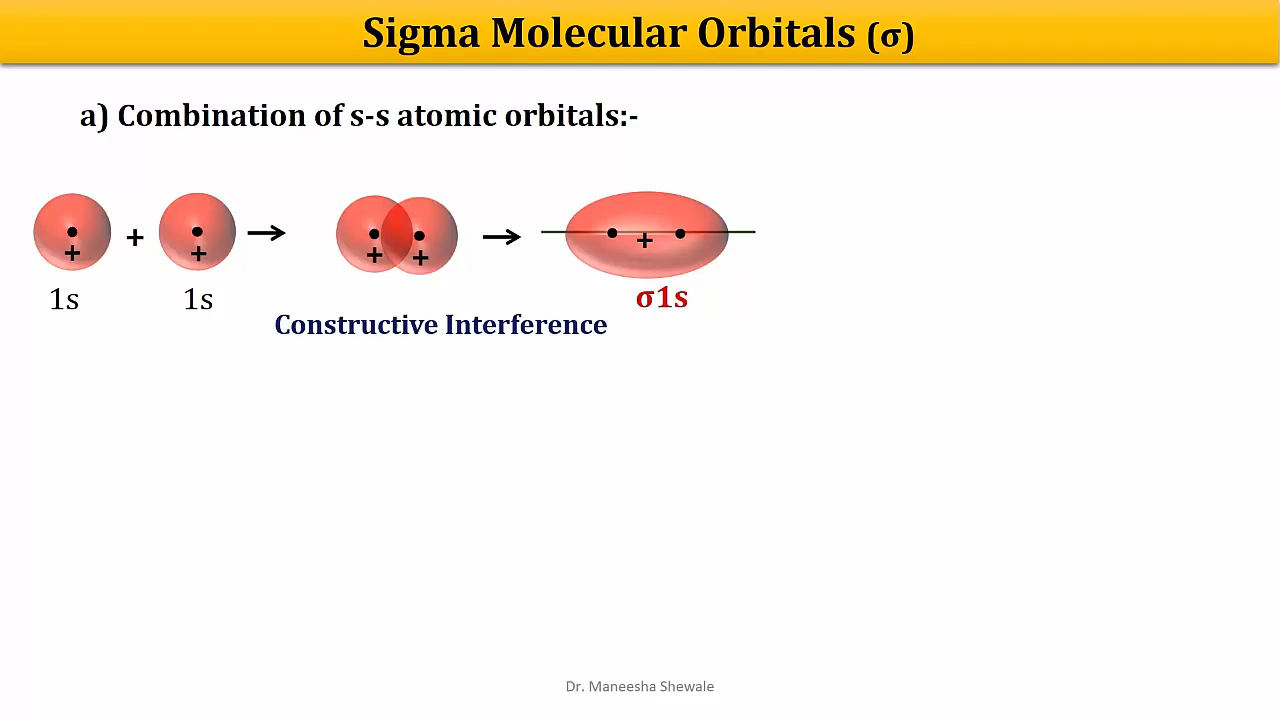 Sigma Molecular Orbitals (σ)
a) Combination of s-s atomic orbitals:-
+ + + + + +
1s 1s σ1s
Constructive Interference
Dr. Maneesha Shewale